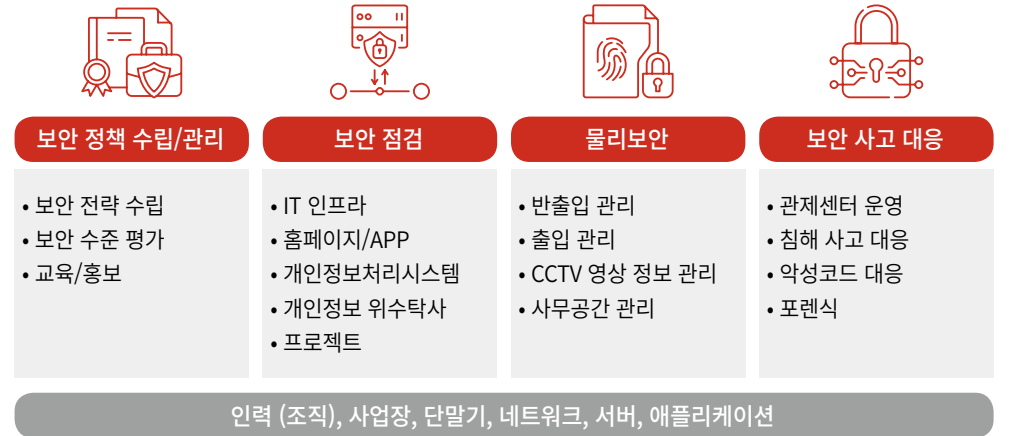 보안 정책 수립/관리
• 보안 전략 수립
• 보안 수준 평가
• 교육/홍보
보안 점검
• IT 인프라
• 홈페이지/APP
• 개인정보처리시스템
• 개인정보 위수탁사
• 프로젝트
물리보안
• 반출입 관리
• 출입 관리
• CCTV 영상 정보 관리
• 사무공간 관리
보안 사고 대응
• 관제센터 운영
• 침해 사고 대응
• 악성코드 대응
• 포렌식
인력 (조직), 사업장, 단말기, 네트워크, 서버, 애플리케이션